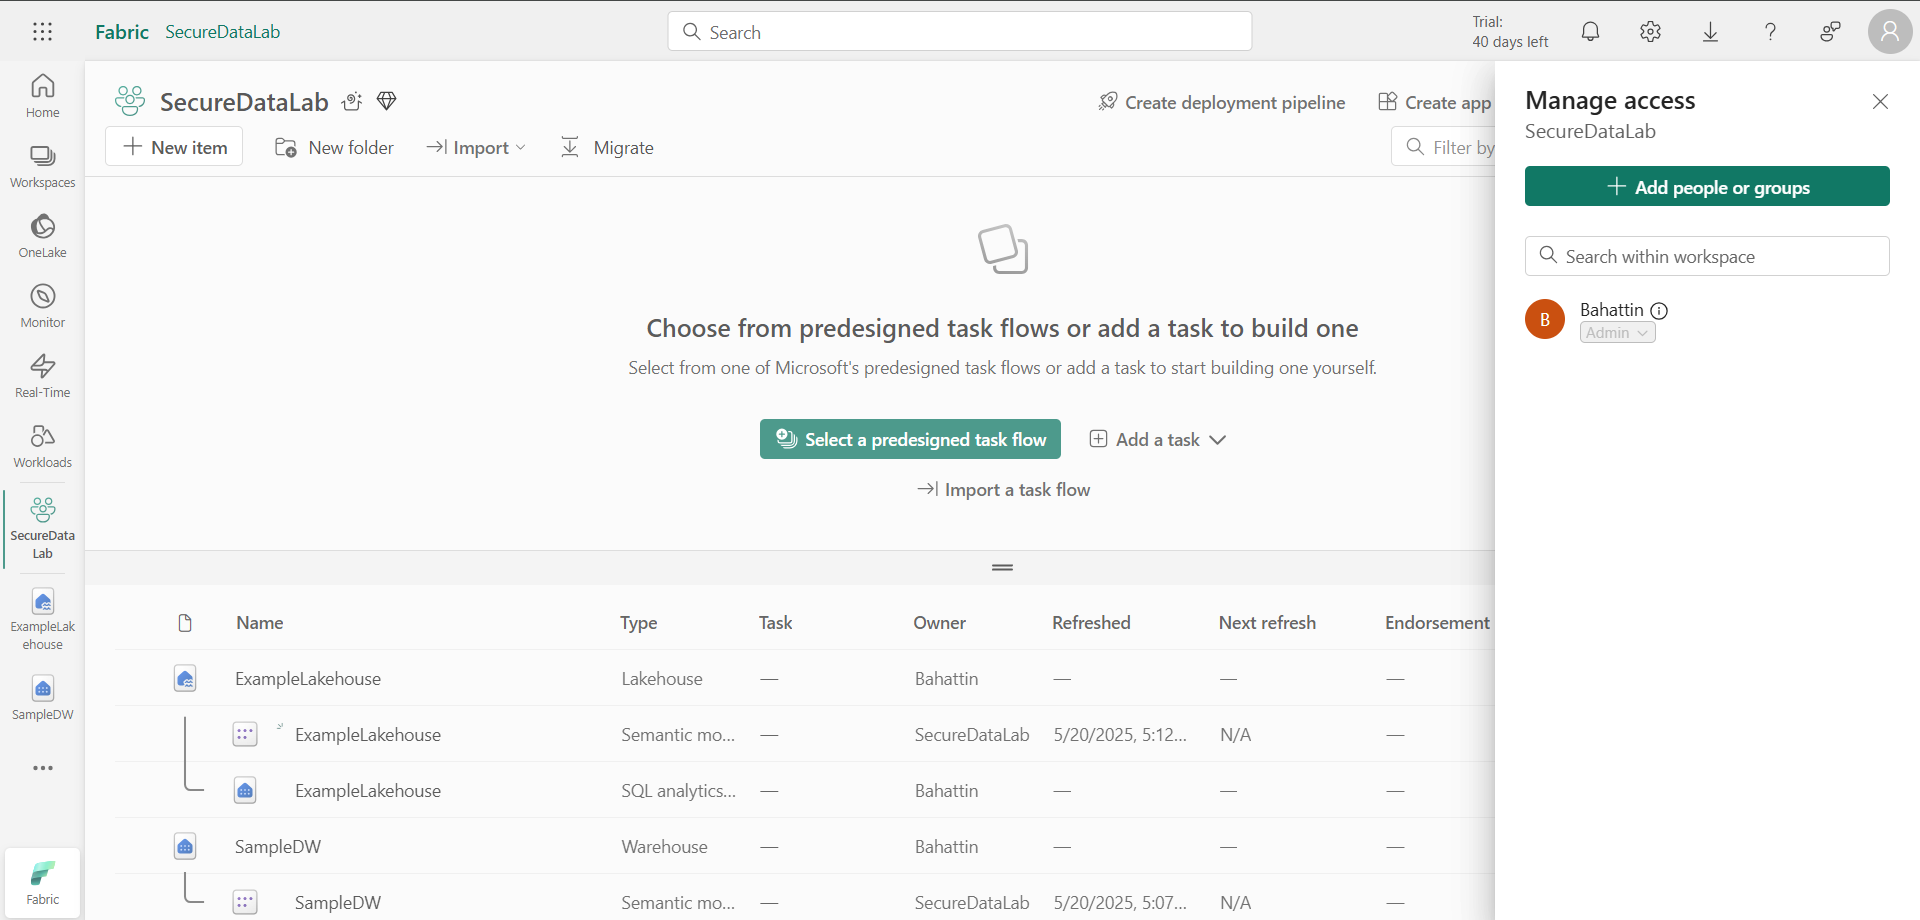 Fabric SecureDataLab
Search
Trial:
40 days left
Home
Workspaces
OneLake
Monitor
Real-Time
Workloads
SecureData
Lab
ExampleLak
ehouse
SampleDW
Fabric
SecureDataLab
Create deployment pipeline
Create app
New item
New folder
Import
Migrate
Filter by
Choose from predesigned task flows or add a task to build one
Select from one of Microsoft's predesigned task flows or add a task to start building one yourself.
Select a predesigned task flow
Add a task
Import a task flow
Name Type Task Owner Refreshed Next refresh Endorsement
ExampleLakehouse Lakehouse — Bahattin — — —
ExampleLakehouse Semantic mo... — SecureDataLab 5/20/2025, 5:12... N/A —
ExampleLakehouse SQL analytics... — Bahattin — — —
SampleDW Warehouse — Bahattin — — —
SampleDW Semantic mo... — SecureDataLab 5/20/2025, 5:07... N/A —
Manage access
SecureDataLab
Add people or groups
Search within workspace
B
Bahattin
Admin